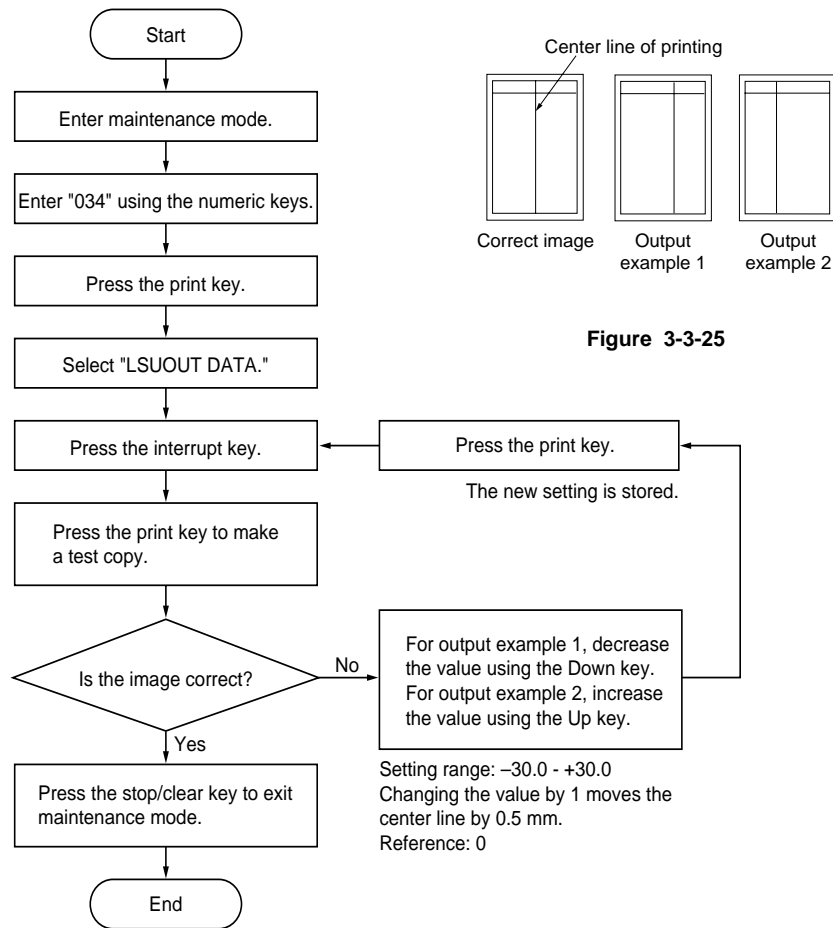 Start
Enter maintenance mode.
Enter "034" using the numeric keys.
Press the print key.
Select "LSUOUT DATA."
Press the interrupt key.
Press the print key to make
a test copy.
Is the image correct?
No
Yes
Press the stop/clear key to exit
maintenance mode.
End
For output example 1, decrease
the value using the Down key.
For output example 2, increase
the value using the Up key.
Setting range: –30.0 - +30.0
Changing the value by 1 moves the
center line by 0.5 mm.
Reference: 0
Press the print key.
The new setting is stored.
Center line of printing
Correct image
Output
example 1
Output
example 2
Figure 3-3-25